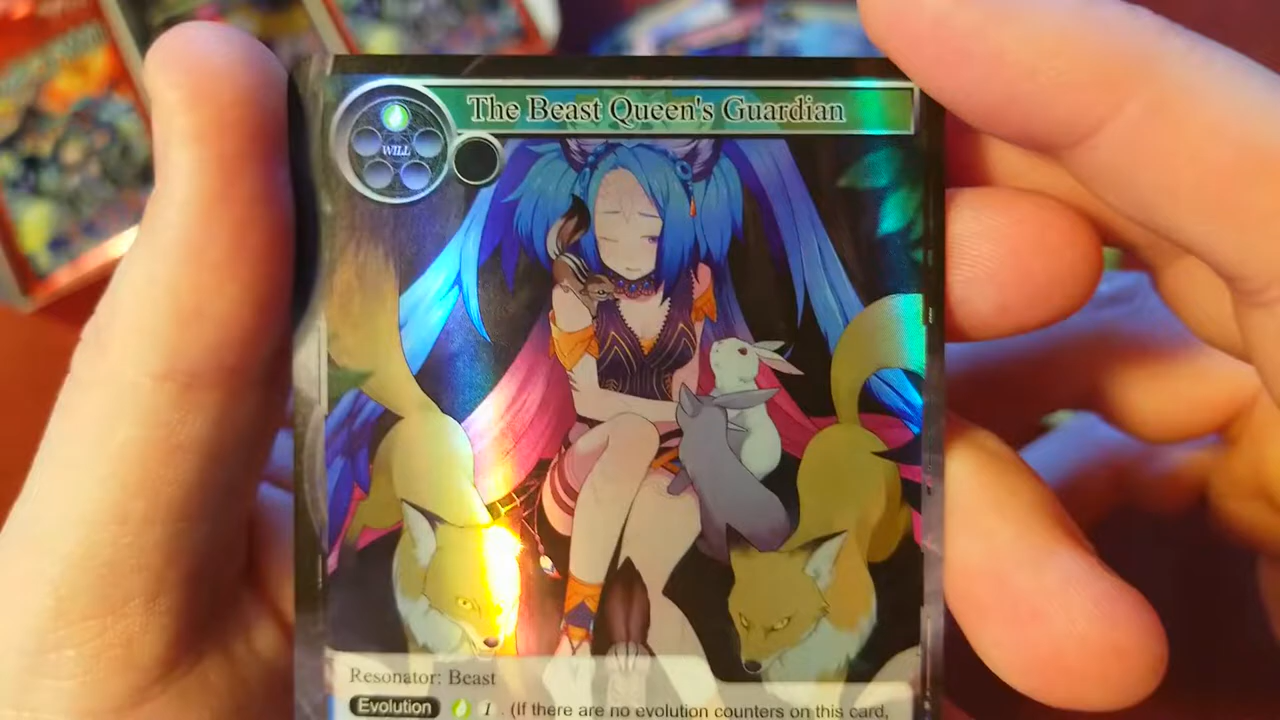 The Beast Queen's Guardian
WILL
Resonator: Beast
Evolution 1 . (If there are no evolution counters on this card,